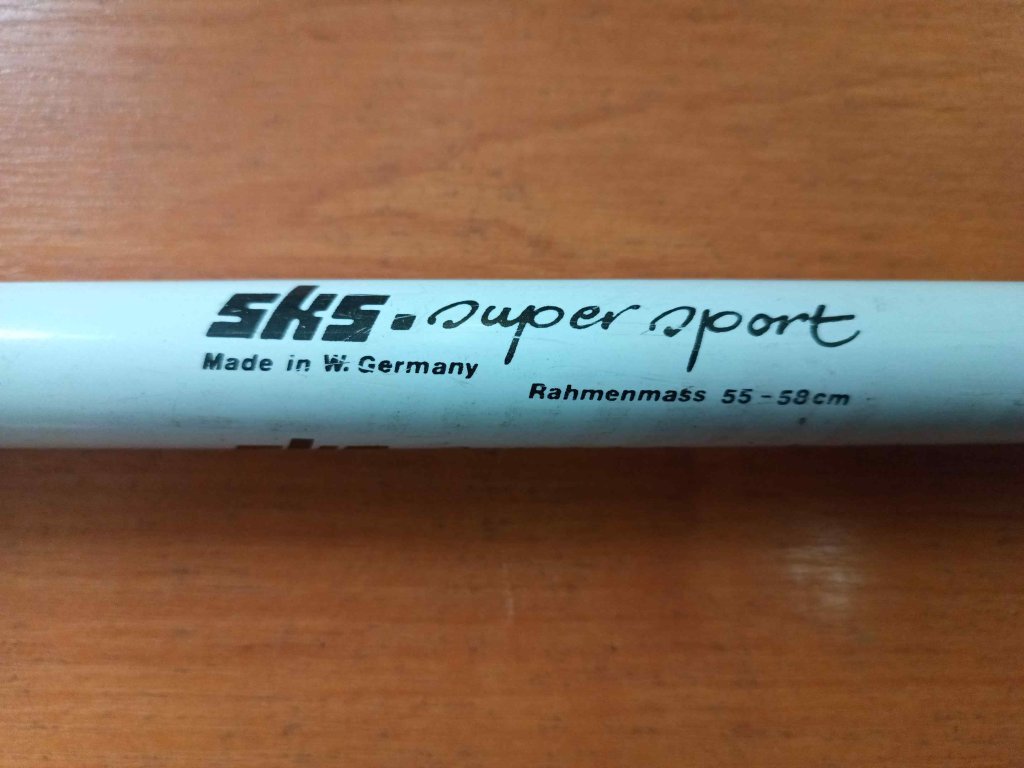 sks. super sport
Made in W. Germany
Rahmenmass 55-58cm